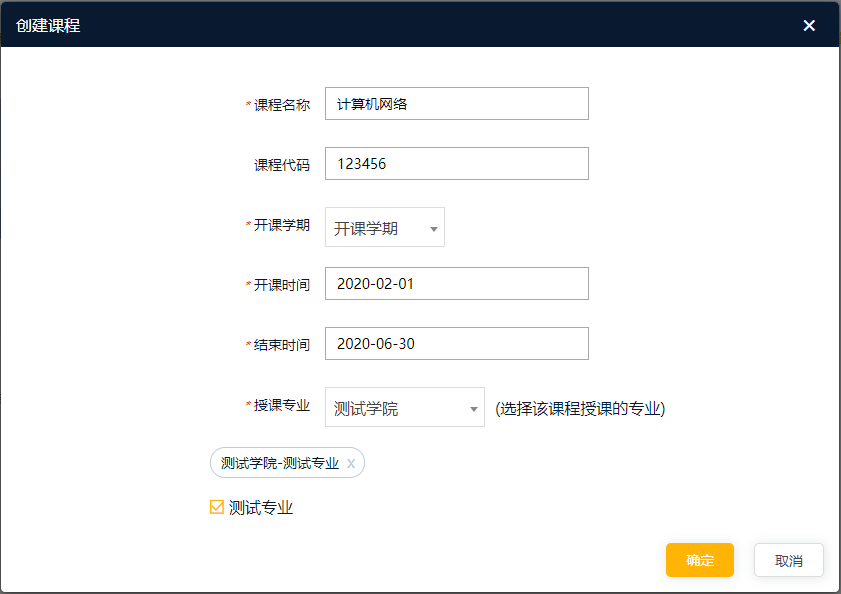 创建课程 ×
* 课程名称 计算机网络
课程代码 123456
* 开课学期 开课学期
* 开课时间 2020-02-01
* 结束时间 2020-06-30
* 授课专业 测试学院 (选择该课程授课的专业)
测试学院-测试专业 x
测试专业
确定 取消